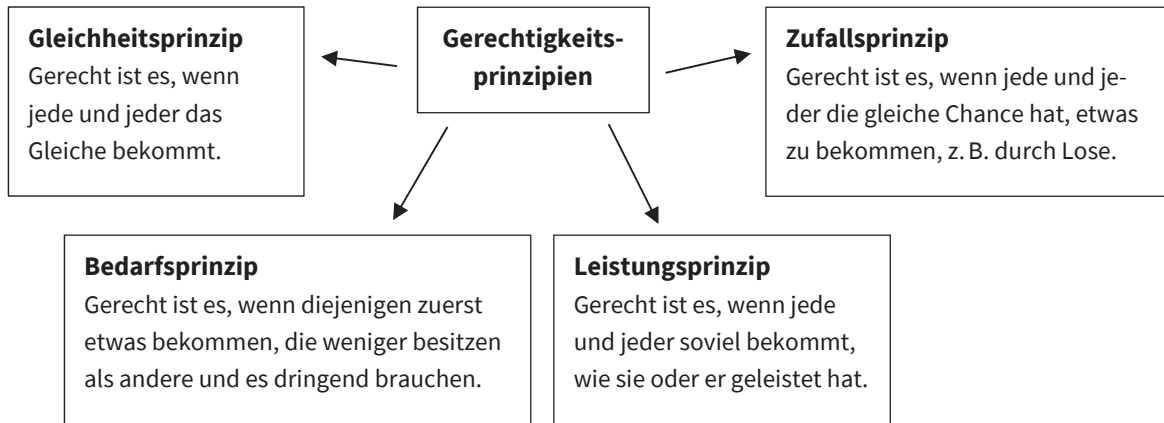 Gleichheitsprinzip
Gerecht ist es, wenn
jede und jeder das
Gleiche bekommt.
Gerechtigkeits-
prinzipien
Zufallsprinzip
Gerecht ist es, wenn jede und je-
der die gleiche Chance hat, etwas
zu bekommen, z. B. durch Lose.
Bedarfsprinzip
Gerecht ist es, wenn diejenigen zuerst
etwas bekommen, die weniger besitzen
als andere und es dringend brauchen.
Leistungsprinzip
Gerecht ist es, wenn jede
und jeder soviel bekommt,
wie sie oder er geleistet hat.